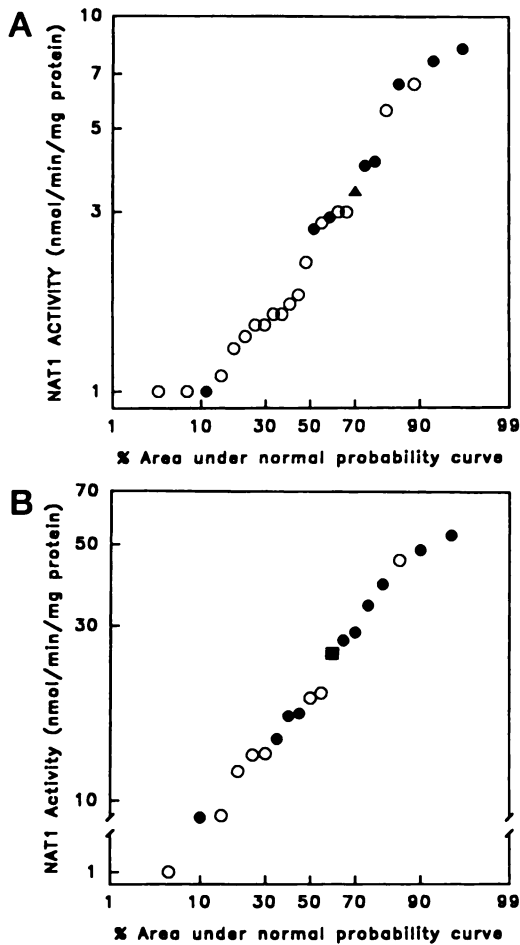 A
NAT1 ACTIVITY (nmol/min/mg protein)
10
7
5
3
1
1 10 30 50 70 90 99
% Area under normal probability curve
B
NAT1 Activity (nmol/min/mg protein)
70
50
30
10
1
1 10 30 50 70 90 99
% Area under normal probability curve